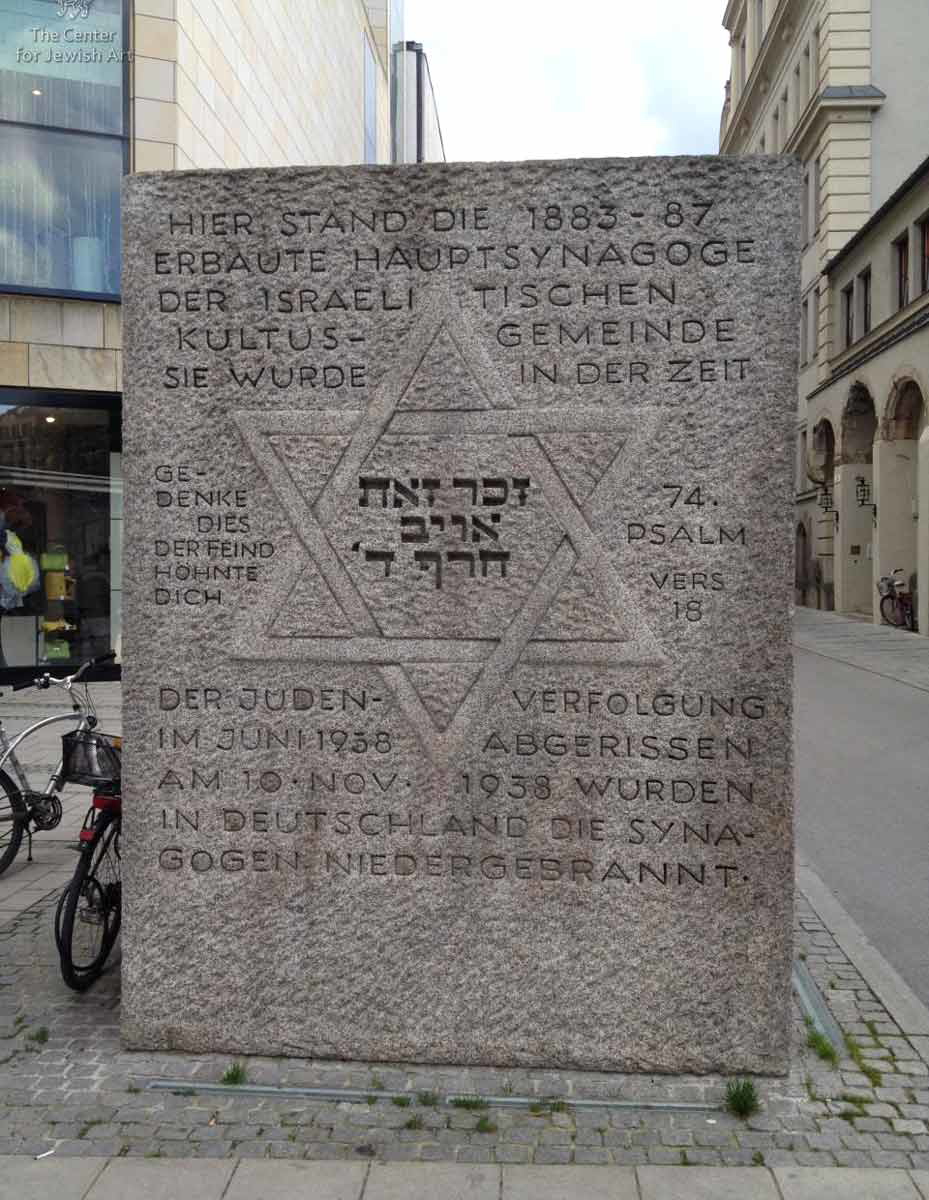 The Center
for Jewish Art
HIER STAND DIE 1883-87
ERBAUTE HAUPTSYNAGOGE
DER ISRAELITISCHEN
KULTUS-GEMEINDE
SIE WURDE IN DER ZEIT
GE-
DENKE
DIES
DER FEIND
HÖHNTE
DICH
זכר זאת
אויב
חרף ד'
74.
PSALM
VERS
18
DER JUDEN-VERFOLGUNG
IM JUNI 1938 ABGERISSEN
AM 10. NOV. 1938 WURDEN
IN DEUTSCHLAND DIE SYNA-
GOGEN NIEDERGEBRANNT.